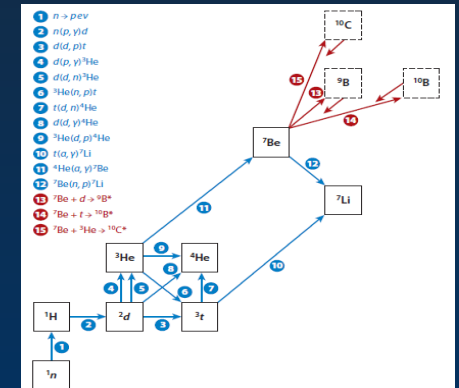 1 n → pev
2 n(p, γ)d
3 d(d, p)t
4 d(p, γ)³He
5 d(d, n)³He
6 ³He(n, p)t
7 t(d, n)⁴He
8 d(d, γ)⁴He
9 ³He(d, p)⁴He
10 t(a, γ)⁷Li
11 ⁴He(a, γ)⁷Be
12 ⁷Be(n, p)⁷Li
13 ⁷Be + d → ⁹B*
14 ⁷Be + t → ¹⁰B*
15 ⁷Be + ³He → ¹⁰C*
¹⁰C
15
⁹B
¹⁰B
13
14
⁷Be
12
⁷Li
11
³He
9
⁴He
8
10
4
5
6
7
¹H
2
²d
3
³t
1
¹n